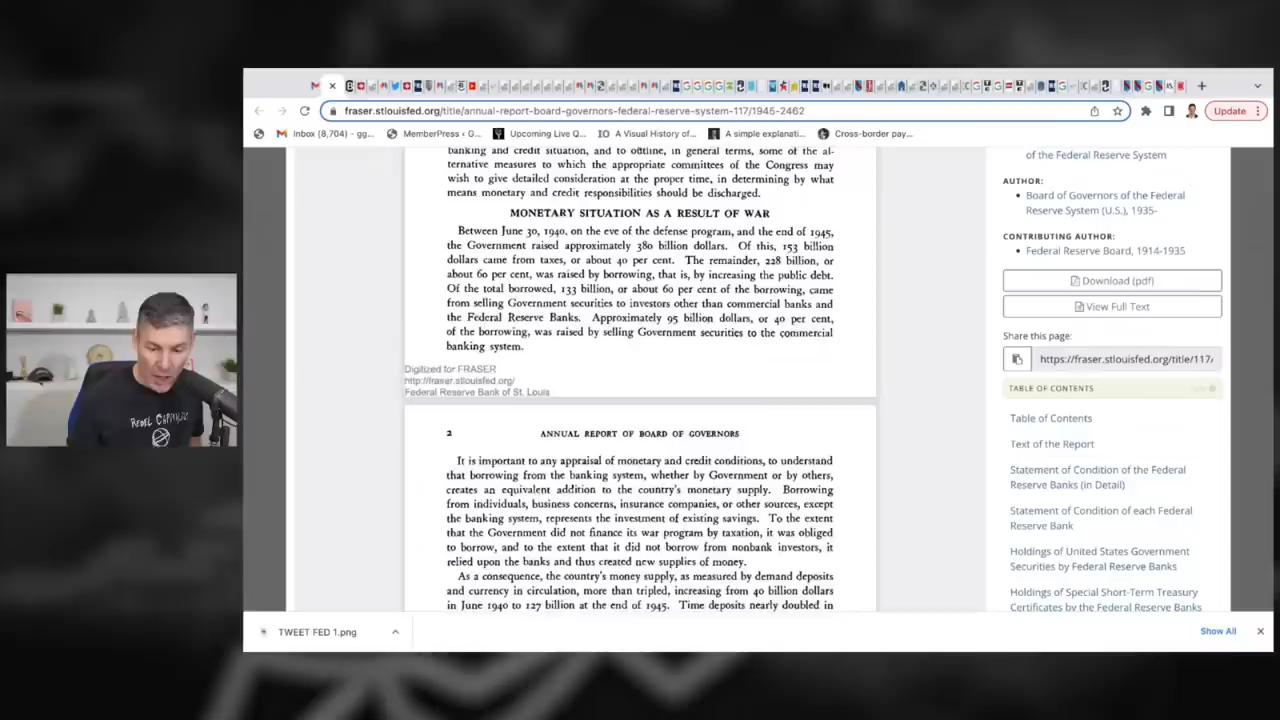 fraser.stlouisfed.org/title/annual-report-board-governors-federal-reserve-system-117/1945-2462
Update
Inbox (8,704) - gg...
MemberPress ‹ G...
Upcoming Live Q...
A Visual History of...
A simple explanati...
Cross-border pay...
banking and credit situation, and to outline, in general terms, some of the al-
ternative measures to which the appropriate committees of the Congress may
wish to give detailed consideration at the proper time, in determining by what
means monetary and credit responsibilities should be discharged.
MONETARY SITUATION AS A RESULT OF WAR
Between June 30, 1940, on the eve of the defense program, and the end of 1945,
the Government raised approximately 380 billion dollars. Of this, 153 billion
dollars came from taxes, or about 40 per cent. The remainder, 228 billion, or
about 60 per cent, was raised by borrowing, that is, by increasing the public debt.
Of the total borrowed, 133 billion, or about 60 per cent of the borrowing, came
from selling Government securities to investors other than commercial banks and
the Federal Reserve Banks. Approximately 95 billion dollars, or 40 per cent,
of the borrowing, was raised by selling Government securities to the commercial
banking system.
Digitized for FRASER
http://fraser.stlouisfed.org/
Federal Reserve Bank of St. Louis
2 ANNUAL REPORT OF BOARD OF GOVERNORS
It is important to any appraisal of monetary and credit conditions, to understand
that borrowing from the banking system, whether by Government or by others,
creates an equivalent addition to the country's monetary supply. Borrowing
from individuals, business concerns, insurance companies, or other sources, except
the banking system, represents the investment of existing savings. To the extent
that the Government did not finance its war program by taxation, it was obliged
to borrow, and to the extent that it did not borrow from nonbank investors, it
relied upon the banks and thus created new supplies of money.
As a consequence, the country's money supply, as measured by demand deposits
and currency in circulation, more than tripled, increasing from 40 billion dollars
in June 1940 to 127 billion at the end of 1945. Time deposits nearly doubled in
of the Federal Reserve System
AUTHOR:
Board of Governors of the Federal
Reserve System (U.S.), 1935-
CONTRIBUTING AUTHOR:
Federal Reserve Board, 1914-1935
Download (pdf)
View Full Text
Share this page:
https://fraser.stlouisfed.org/title/117/
TABLE OF CONTENTS
Table of Contents
Text of the Report
Statement of Condition of the Federal
Reserve Banks (in Detail)
Statement of Condition of each Federal
Reserve Bank
Holdings of United States Government
Securities by Federal Reserve Banks
Holdings of Special Short-Term Treasury
Certificates by the Federal Reserve Banks
TWEET FED 1.png
Show All
REBEL CAPITALIST